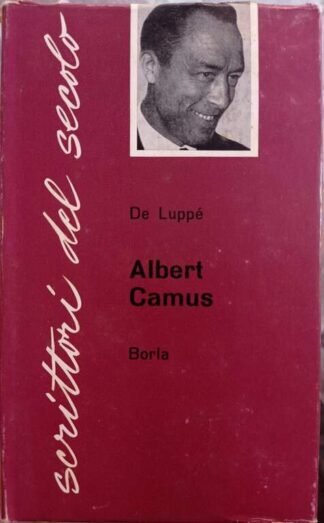 scrittori del secolo
De Luppé
Albert
Camus
Borla